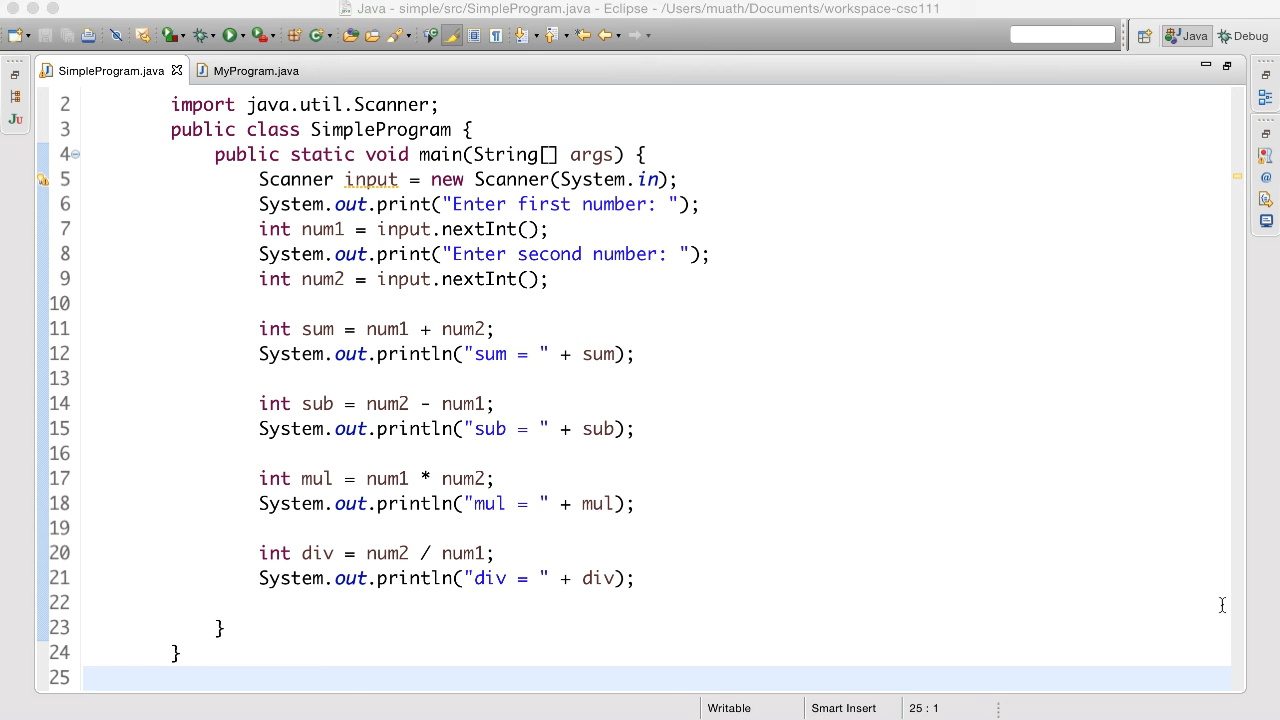 Java - simple/src/SimpleProgram.java - Eclipse - /Users/muath/Documents/workspace-csc111
Java
Debug
SimpleProgram.java
MyProgram.java
2 import java.util.Scanner;
3 public class SimpleProgram {
4 public static void main(String[] args) {
5 Scanner input = new Scanner(System.in);
6 System.out.print("Enter first number: ");
7 int num1 = input.nextInt();
8 System.out.print("Enter second number: ");
9 int num2 = input.nextInt();
10
11 int sum = num1 + num2;
12 System.out.println("sum = " + sum);
13
14 int sub = num2 - num1;
15 System.out.println("sub = " + sub);
16
17 int mul = num1 * num2;
18 System.out.println("mul = " + mul);
19
20 int div = num2 / num1;
21 System.out.println("div = " + div);
22
23 }
24 }
25
Writable
Smart Insert
25 : 1